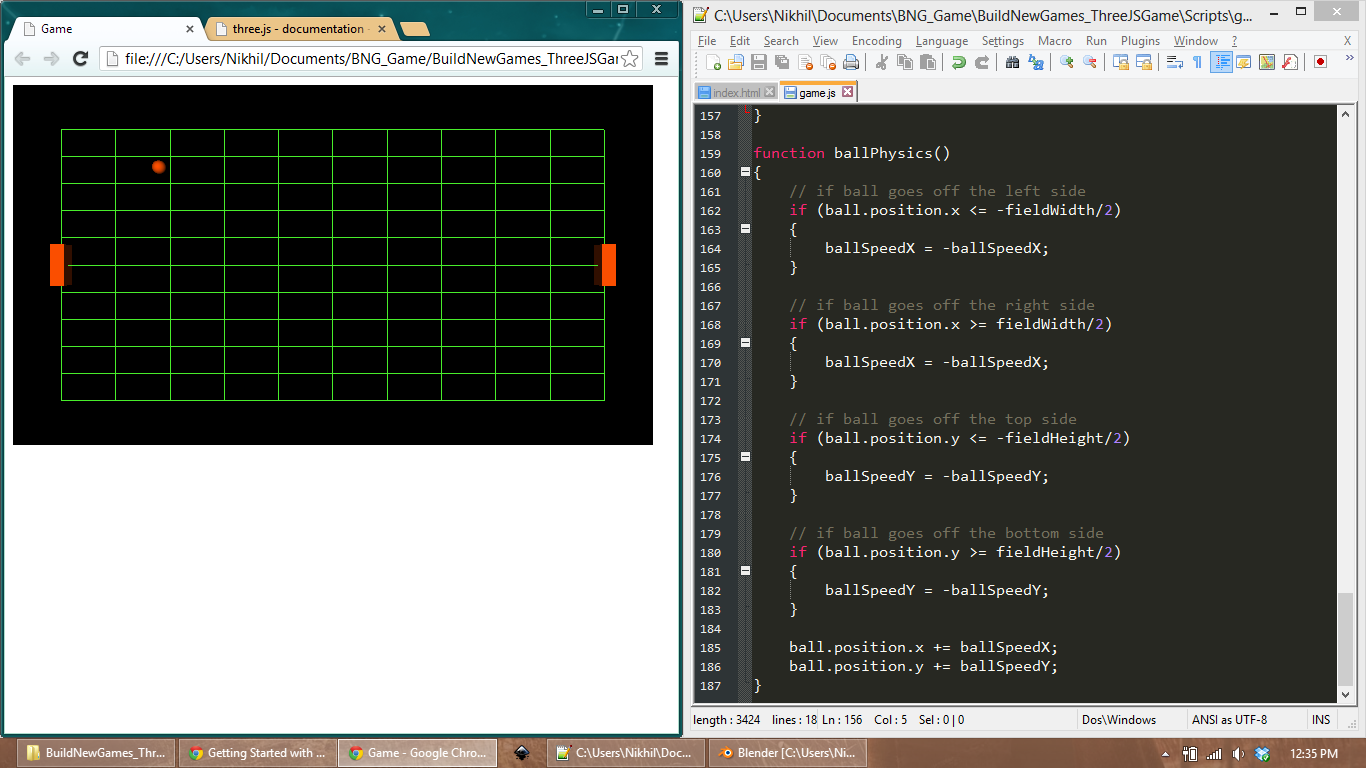 Game
three.js - documentation
file:///C:/Users/Nikhil/Documents/BNG_Game/BuildNewGames_ThreeJSGar
C:\Users\Nikhil\Documents\BNG_Game\BuildNewGames_ThreeJSGame\Scripts\g...
File Edit Search View Encoding Language Settings Macro Run Plugins Window ? X
index.html game.js
157 }
158
159 function ballPhysics()
160 {
161 // if ball goes off the left side
162 if (ball.position.x <= -fieldWidth/2)
163 {
164 ballSpeedX = -ballSpeedX;
165 }
166
167 // if ball goes off the right side
168 if (ball.position.x >= fieldWidth/2)
169 {
170 ballSpeedX = -ballSpeedX;
171 }
172
173 // if ball goes off the top side
174 if (ball.position.y <= -fieldHeight/2)
175 {
176 ballSpeedY = -ballSpeedY;
177 }
178
179 // if ball goes off the bottom side
180 if (ball.position.y >= fieldHeight/2)
181 {
182 ballSpeedY = -ballSpeedY;
183 }
184
185 ball.position.x += ballSpeedX;
186 ball.position.y += ballSpeedY;
187 }
length : 3424 lines : 18 Ln : 156 Col : 5 Sel : 0 | 0 Dos\Windows ANSI as UTF-8 INS
BuildNewGames_Thr... Getting Started with ... Game - Google Chro... C:\Users\Nikhil\Doc... Blender [C:\Users\Ni... 12:35 PM